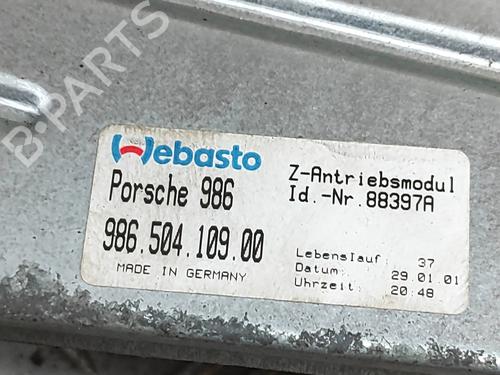 B-PARTS
Webasto
Porsche 986
986.504.109.00
MADE IN GERMANY
Z-Antriebsmodul
Id.-Nr.88397A
Lebenslauf: 37
Datum: 29.01.01
Uhrzeit: 20:48